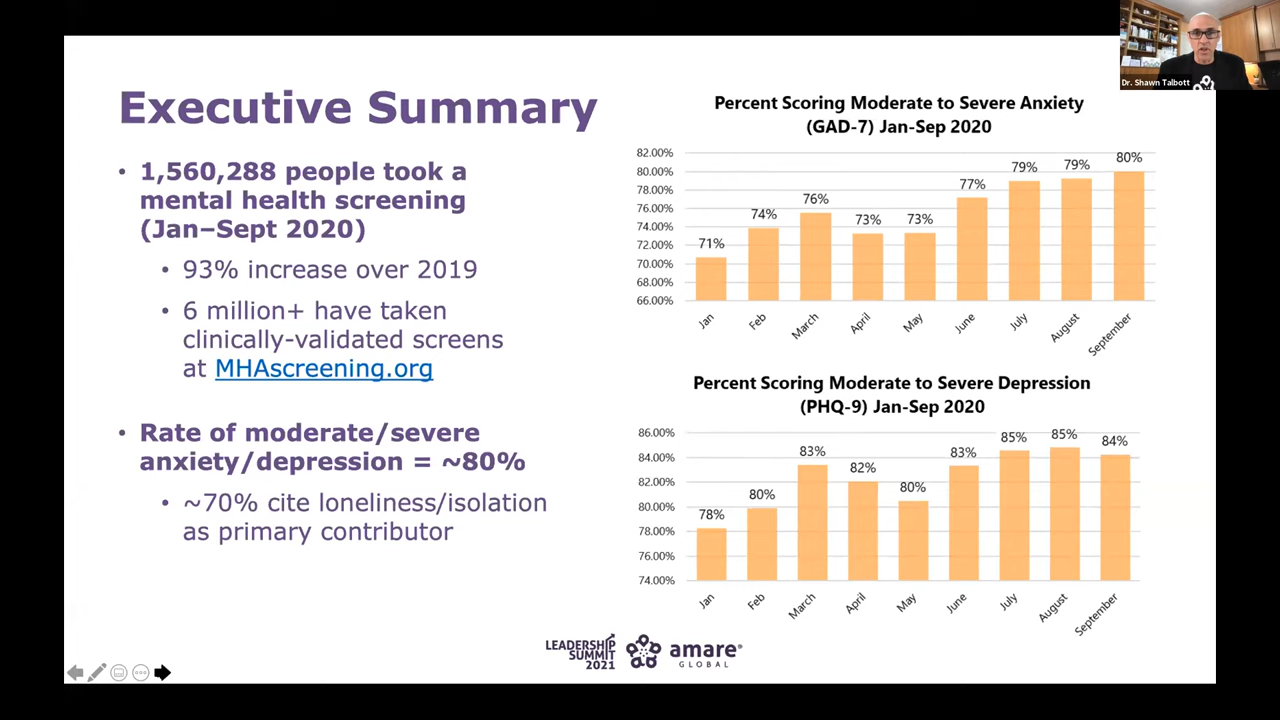 Dr. Shawn Talbott
Executive Summary
• 1,560,288 people took a
mental health screening
(Jan–Sept 2020)
• 93% increase over 2019
• 6 million+ have taken
clinically-validated screens
at MHAscreening.org
• Rate of moderate/severe
anxiety/depression = ~80%
• ~70% cite loneliness/isolation
as primary contributor
Percent Scoring Moderate to Severe Anxiety
(GAD-7) Jan-Sep 2020
82.00%
80.00%
78.00%
76.00%
74.00%
72.00%
70.00%
68.00%
66.00%
71% 74% 76% 73% 73% 77% 79% 79% 80%
Jan Feb March April May June July August September
Percent Scoring Moderate to Severe Depression
(PHQ-9) Jan-Sep 2020
86.00%
84.00%
82.00%
80.00%
78.00%
76.00%
74.00%
78% 80% 83% 82% 80% 83% 85% 85% 84%
Jan Feb March April May June July August September
LEADERSHIP
SUMMIT
2021
amare®
GLOBAL